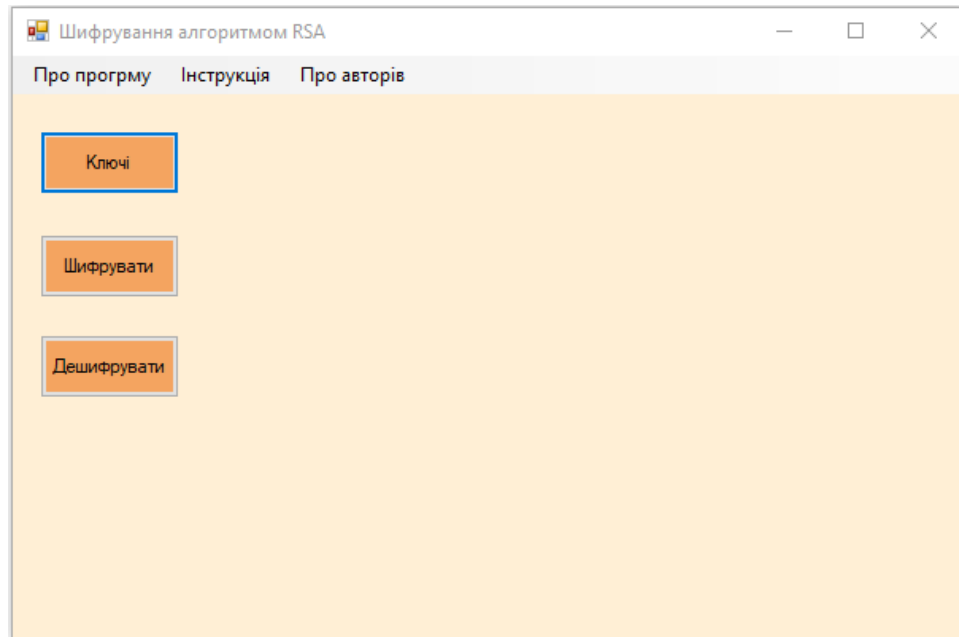 Шифрування алгоритмом RSA
Про прогрму Інструкція Про авторів
Ключі
Шифрувати
Дешифрувати